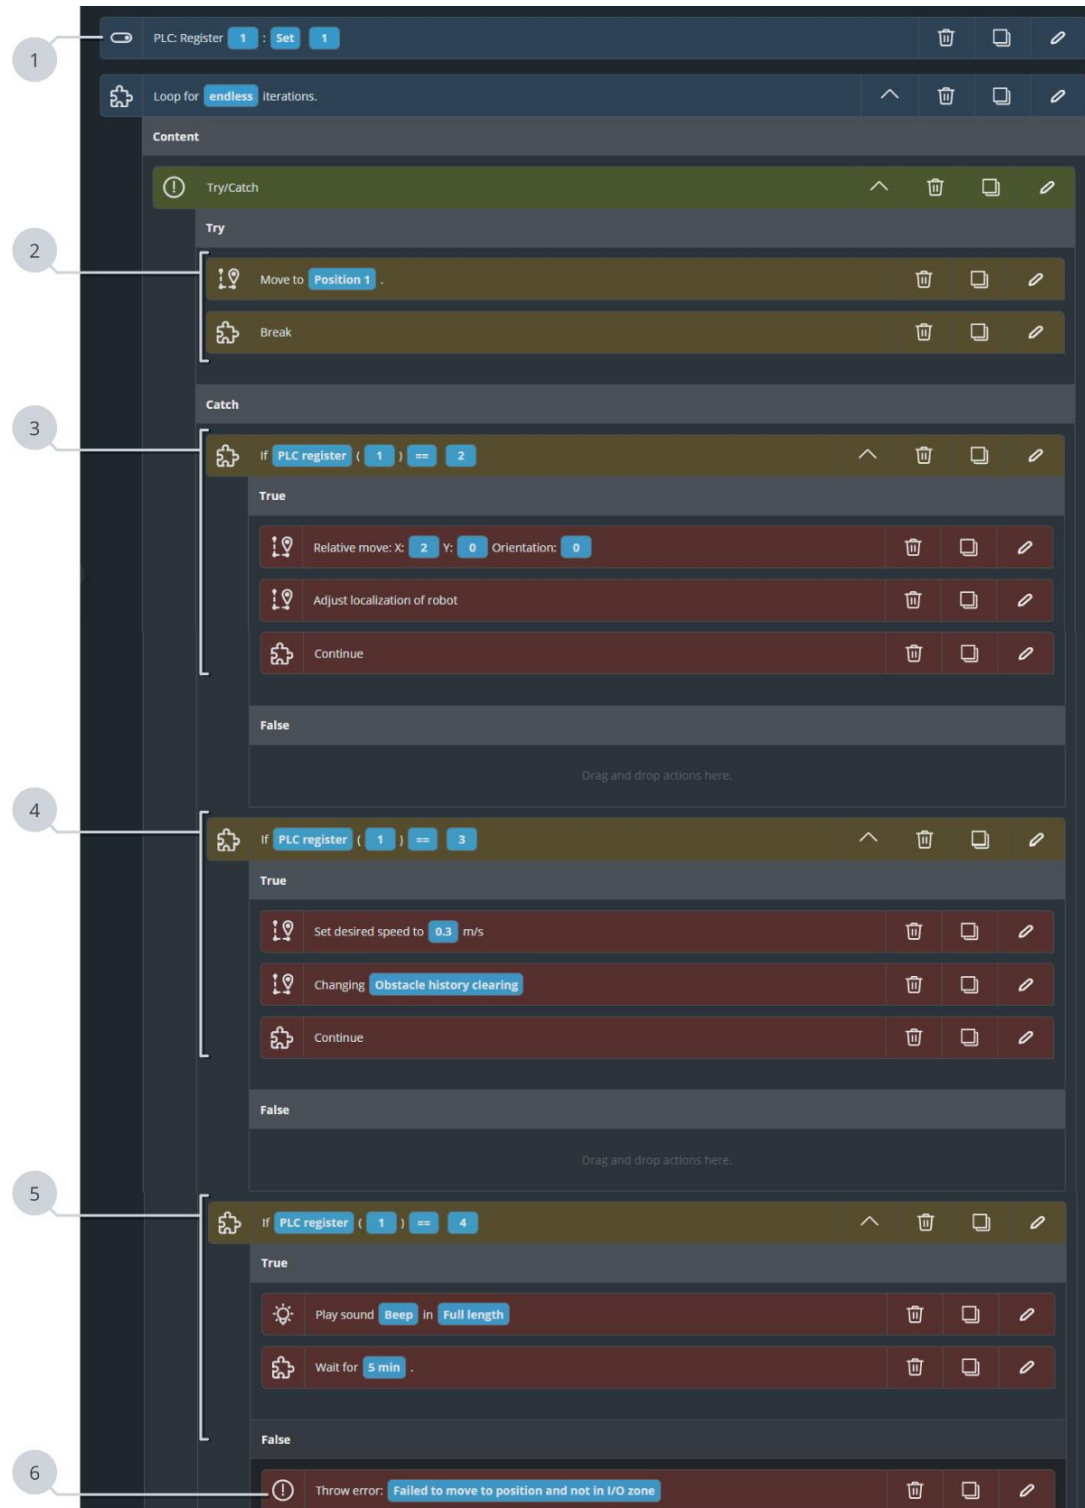 1
PLC: Register 1 : Set 1
Loop for endless iterations.
Content
Try/Catch
Try
2
Move to Position 1 .
Break
Catch
3
If PLC register ( 1 ) == 2
True
Relative move: X: 2 Y: 0 Orientation: 0
Adjust localization of robot
Continue
False
Drag and drop actions here.
4
If PLC register ( 1 ) == 3
True
Set desired speed to 0.3 m/s
Changing Obstacle history clearing
Continue
False
Drag and drop actions here.
5
If PLC register ( 1 ) == 4
True
Play sound Beep in Full length
Wait for 5 min .
False
6
Throw error: Failed to move to position and not in I/O zone